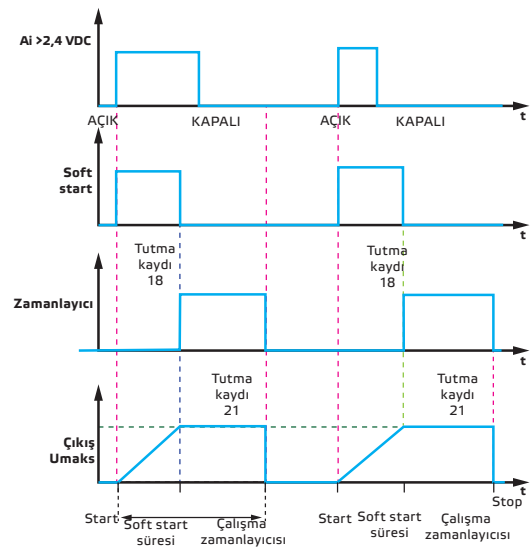 Ai >2,4 VDC
t
AÇIK
KAPALI
AÇIK
KAPALI
Soft
start
t
Tutma
kaydı
18
Tutma
kaydı
18
Zamanlayıcı
t
Tutma
kaydı
21
Tutma
kaydı
21
Çıkış
Umaks
t
Stop
Start
Soft start
süresi
Çalışma
zamanlayıcısı
Start
Soft start
süresi
Çalışma
zamanlayıcısı